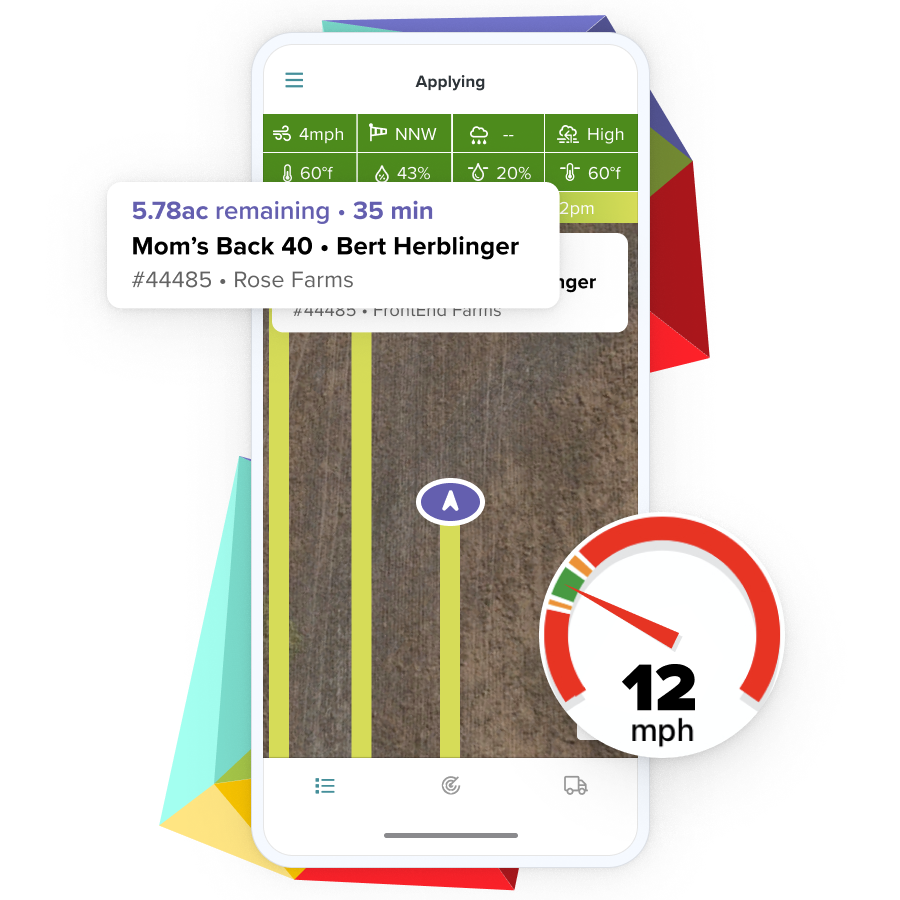 Applying
4mph NNW -- High
60°f 43% 20% 60°f
2pm
5.78ac remaining • 35 min
Mom’s Back 40 • Bert Herblinger
#44485 • Rose Farms
nger
#44485 • FrontEnd Farms
12
mph